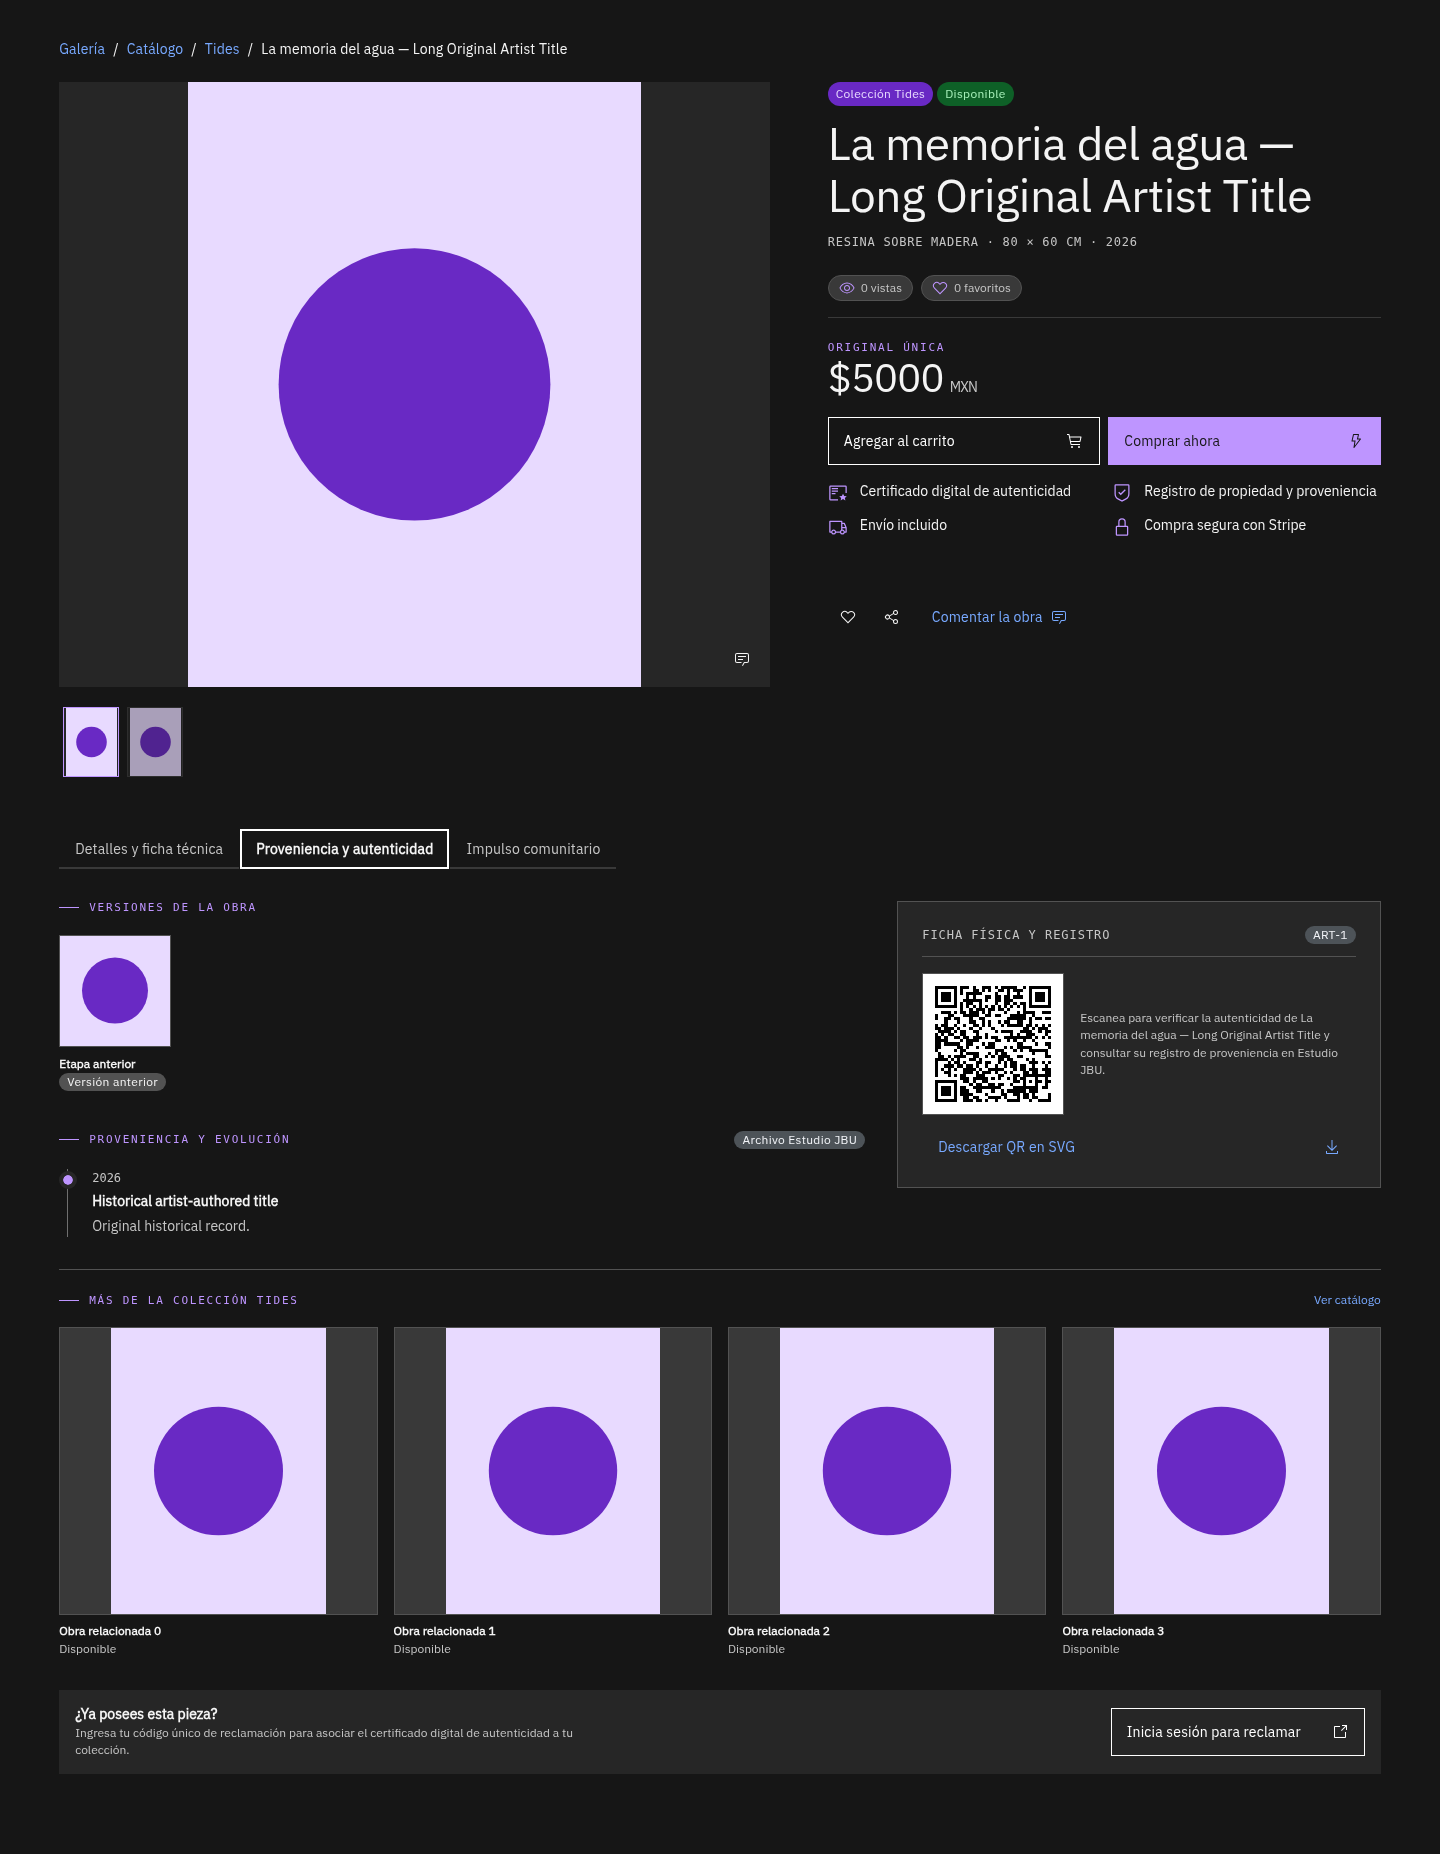 Galería / Catálogo / Tides / La memoria del agua — Long Original Artist Title
Colección Tides
Disponible
La memoria del agua —
Long Original Artist Title
RESINA SOBRE MADERA · 80 × 60 CM · 2026
0 vistas
0 favoritos
ORIGINAL ÚNICA
$5000 MXN
Agregar al carrito
Comprar ahora
Certificado digital de autenticidad
Registro de propiedad y proveniencia
Envío incluido
Compra segura con Stripe
Comentar la obra
Detalles y ficha técnica
Proveniencia y autenticidad
Impulso comunitario
VERSIONES DE LA OBRA
Etapa anterior
Versión anterior
PROVENIENCIA Y EVOLUCIÓN
Archivo Estudio JBU
2026
Historical artist-authored title
Original historical record.
FICHA FÍSICA Y REGISTRO
ART-1
Escanea para verificar la autenticidad de La
memoria del agua — Long Original Artist Title y
consultar su registro de proveniencia en Estudio
JBU.
Descargar QR en SVG
MÁS DE LA COLECCIÓN TIDES
Ver catálogo
Obra relacionada 0
Disponible
Obra relacionada 1
Disponible
Obra relacionada 2
Disponible
Obra relacionada 3
Disponible
¿Ya posees esta pieza?
Ingresa tu código único de reclamación para asociar el certificado digital de autenticidad a tu
colección.
Inicia sesión para reclamar